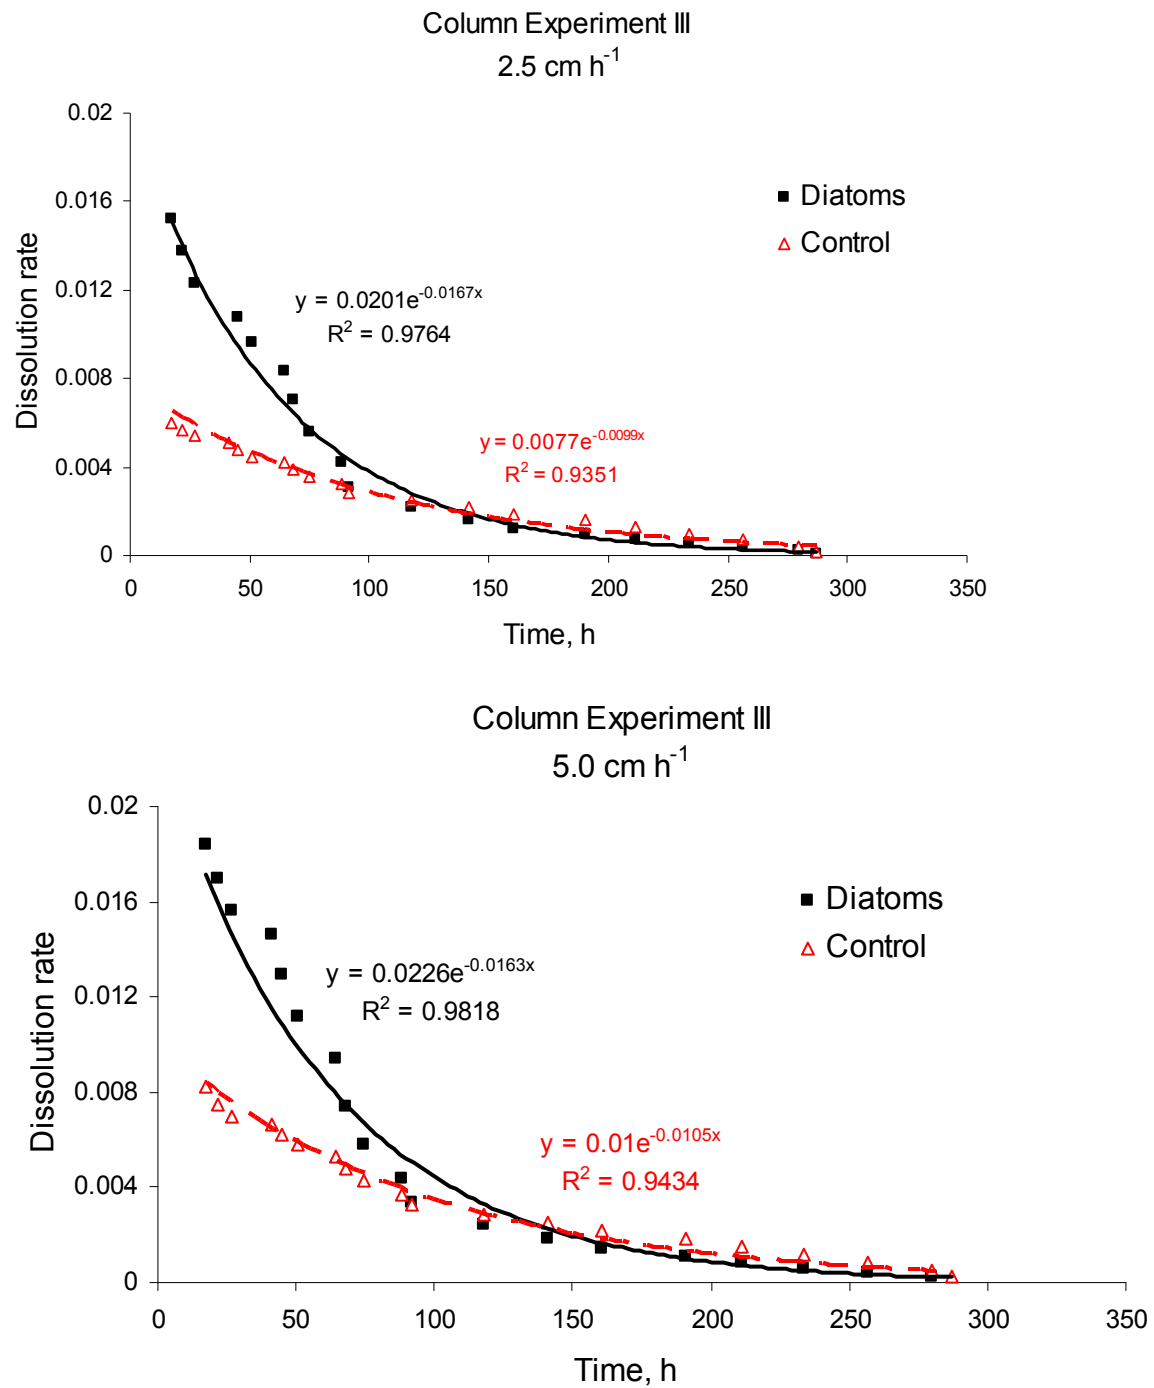 Column Experiment III
2.5 cm h⁻¹
0.02
0.016
0.012
0.008
0.004
0
Dissolution rate
Diatoms
Control
y = 0.0201e^-0.0167x
R² = 0.9764
y = 0.0077e^-0.0099x
R² = 0.9351
0 50 100 150 200 250 300 350
Time, h
Column Experiment III
5.0 cm h⁻¹
0.02
0.016
0.012
0.008
0.004
0
Dissolution rate
Diatoms
Control
y = 0.0226e^-0.0163x
R² = 0.9818
y = 0.01e^-0.0105x
R² = 0.9434
0 50 100 150 200 250 300 350
Time, h